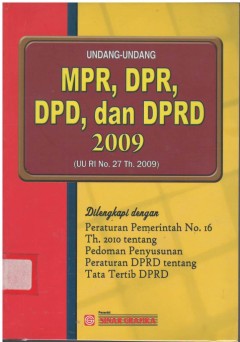 UNDANG-UNDANG
MPR, DPR,
DPD, dan DPRD
2009
(UU RI No. 27 Th. 2009)
Dilengkapi dengan
Peraturan Pemerintah No. 16
Th. 2010 tentang
Pedoman Penyusunan
Peraturan DPRD tentang
Tata Tertib DPRD
Penerbit
SINAR GRAFIKA